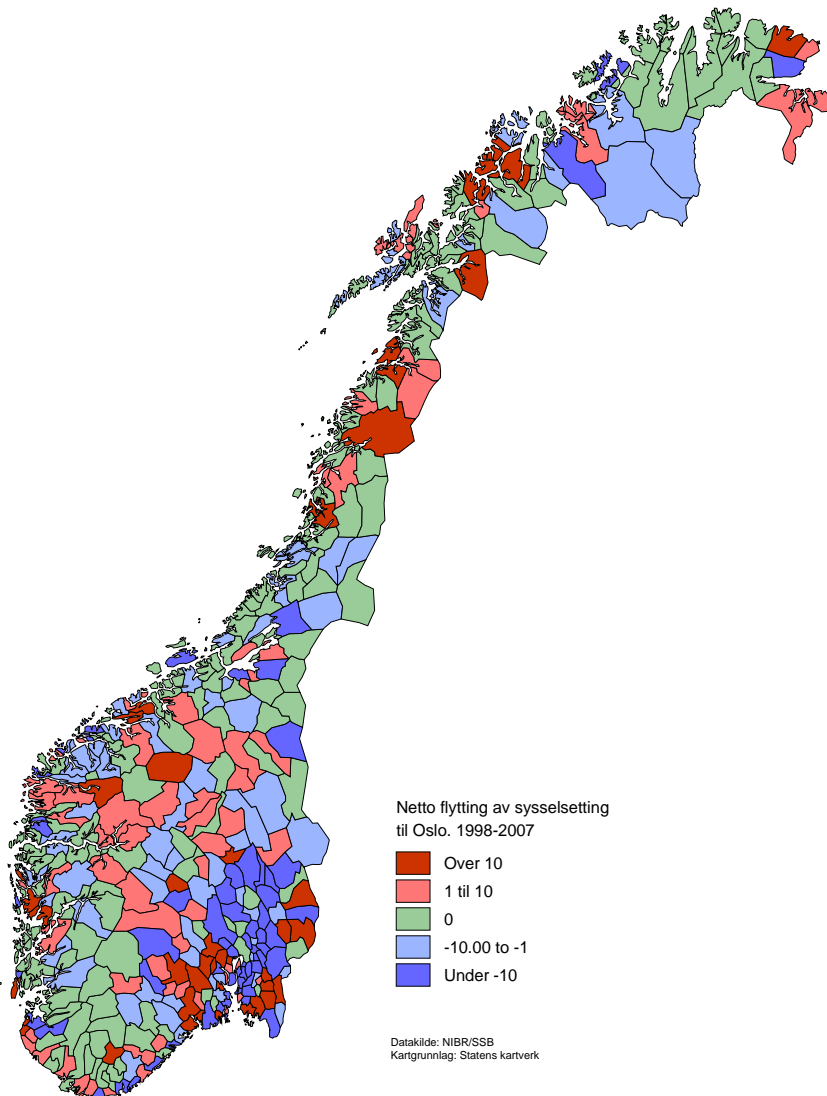 Netto flytting av sysselsetting
til Oslo. 1998-2007
Over 10
1 til 10
0
-10.00 to -1
Under -10
Datakilde: NIBR/SSB
Kartgrunnlag: Statens kartverk